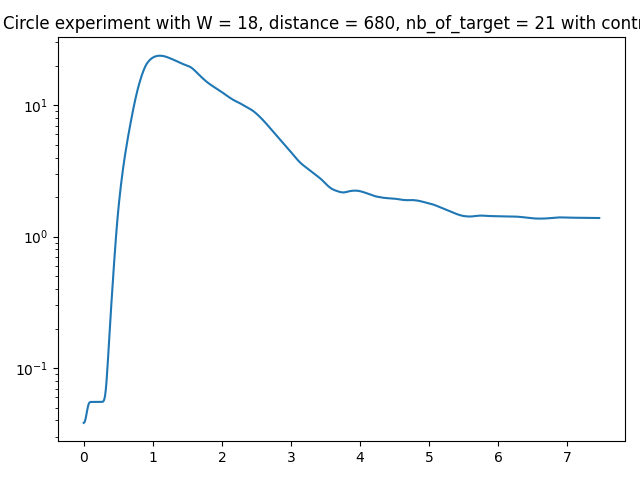 Circle experiment with W = 18, distance = 680, nb_of_target = 21 with
10¹
10⁰
10⁻¹
0 1 2 3 4 5 6 7